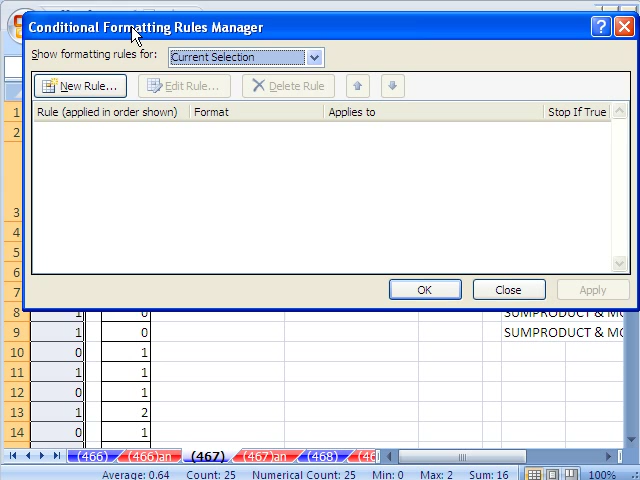 Conditional Formatting Rules Manager
Show formatting rules for: Current Selection
New Rule... Edit Rule... Delete Rule
Rule (applied in order shown) Format Applies to Stop If True
OK Close Apply
1
2
3
4
5
6
7
8 1 0 SUMPRODUCT & MO
9 1 0 SUMPRODUCT & MO
10 0 1
11 1 1
12 0 1
13 1 2
14 0 1
(466) (466)an (467) (467)an (468) (46
Average: 0.64 Count: 25 Numerical Count: 25 Min: 0 Max: 2 Sum: 16 100%